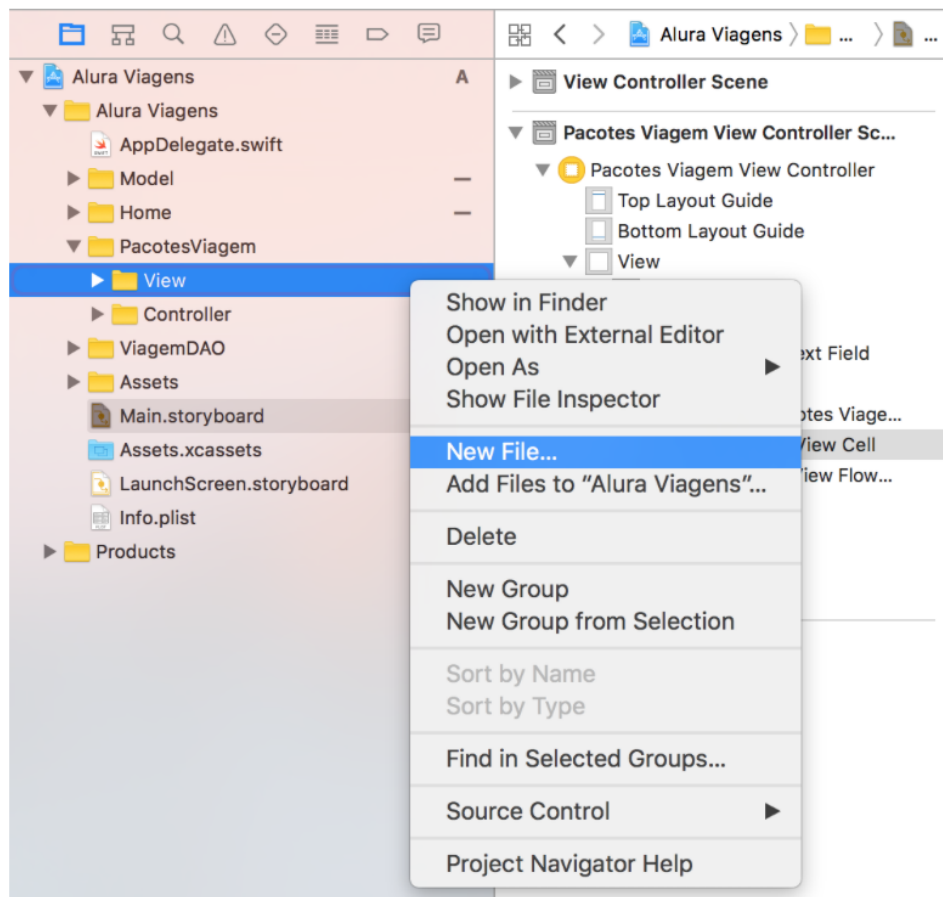 Alura Viagens
A
Alura Viagens
AppDelegate.swift
Model
Home
PacotesViagem
View
Controller
ViagemDAO
Assets
Main.storyboard
Assets.xcassets
LaunchScreen.storyboard
Info.plist
Products
Alura Viagens
...
...
View Controller Scene
Pacotes Viagem View Controller Sc...
Pacotes Viagem View Controller
Top Layout Guide
Bottom Layout Guide
View
Field
View Cell
Flow...
Show in Finder
Open with External Editor
Open As
Show File Inspector
New File...
Add Files to “Alura Viagens”...
Delete
New Group
New Group from Selection
Sort by Name
Sort by Type
Find in Selected Groups...
Source Control
Project Navigator Help